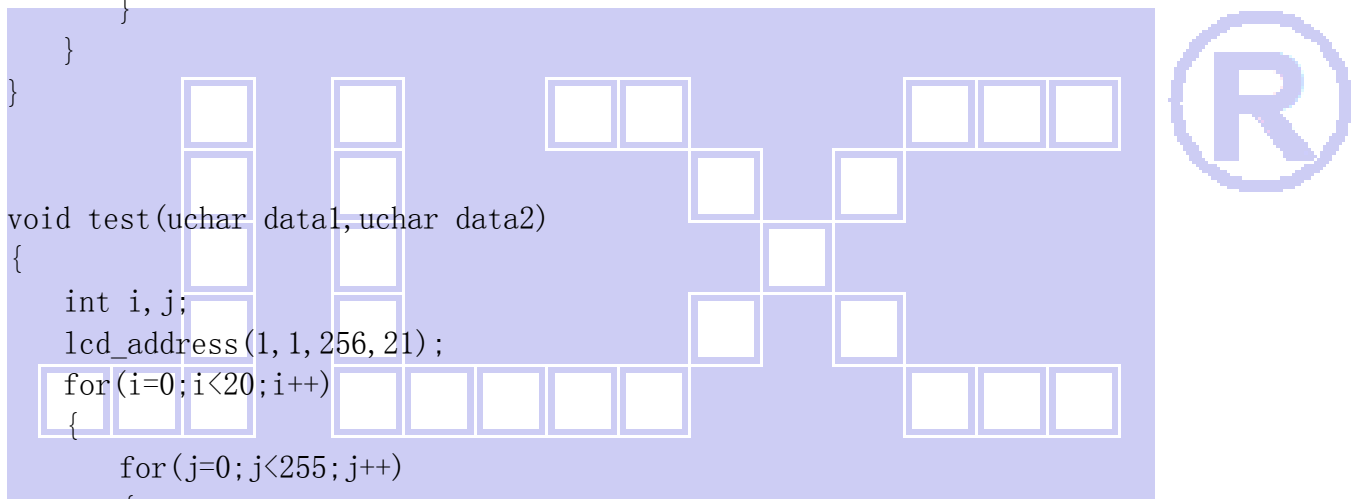 }
}
}
void test(uchar data1,uchar data2)
{
int i,j;
lcd_address(1,1,256,21);
for(i=0;i<20;i++)
{
for(j=0;j<255;j++)
{
®